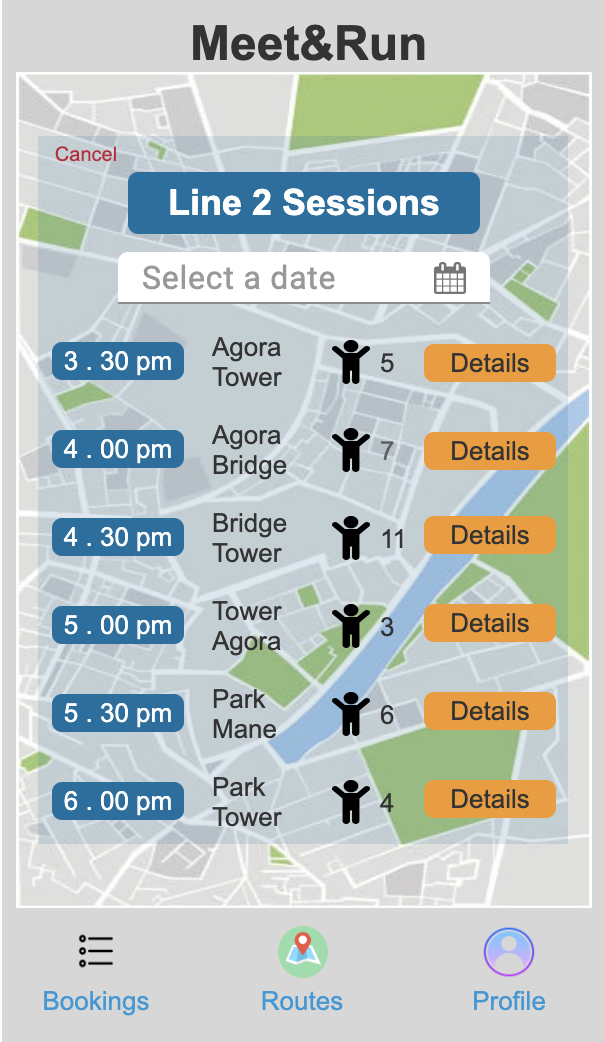 Meet&Run
Cancel
Line 2 Sessions
Select a date
3 . 30 pm
Agora
Tower
5
Details
4 . 00 pm
Agora
Bridge
7
Details
4 . 30 pm
Bridge
Tower
11
Details
5 . 00 pm
Tower
Agora
3
Details
5 . 30 pm
Park
Mane
6
Details
6 . 00 pm
Park
Tower
4
Details
Bookings
Routes
Profile